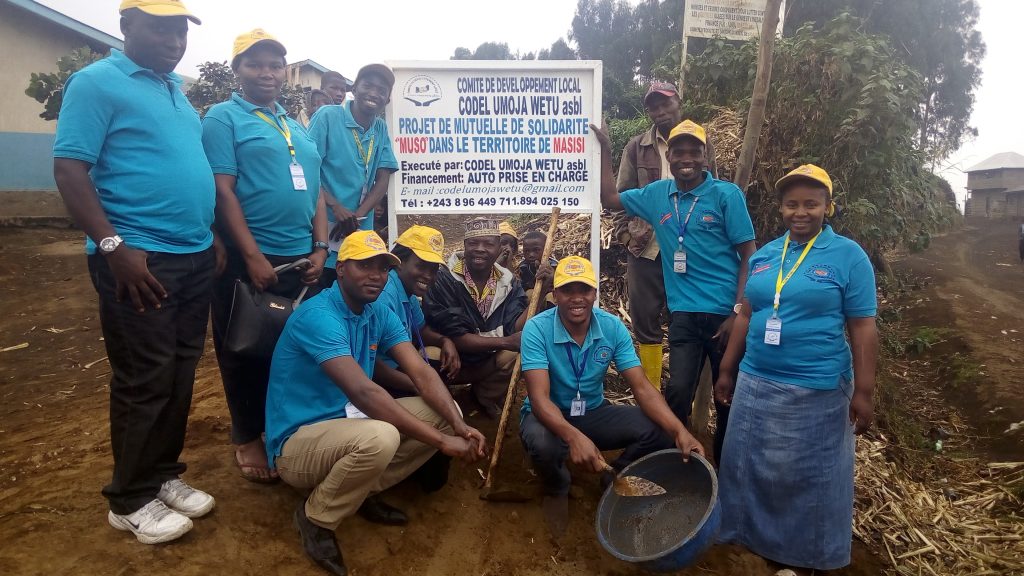 COMITE DE DEVELOPPEMENT LOCAL
CODEL UMOJA WETU asbl
PROJET DE MUTUELLE DE SOLIDARITE
"MUSO" DANS LE TERRITOIRE DE MASISI
Executé par: CODEL UMOJA WETU asbl
Financement: AUTO PRISE EN CHARGE
E- mail :codelumojawetu@gmail.com
Tél : +243 8 96 449 711.894 025 150